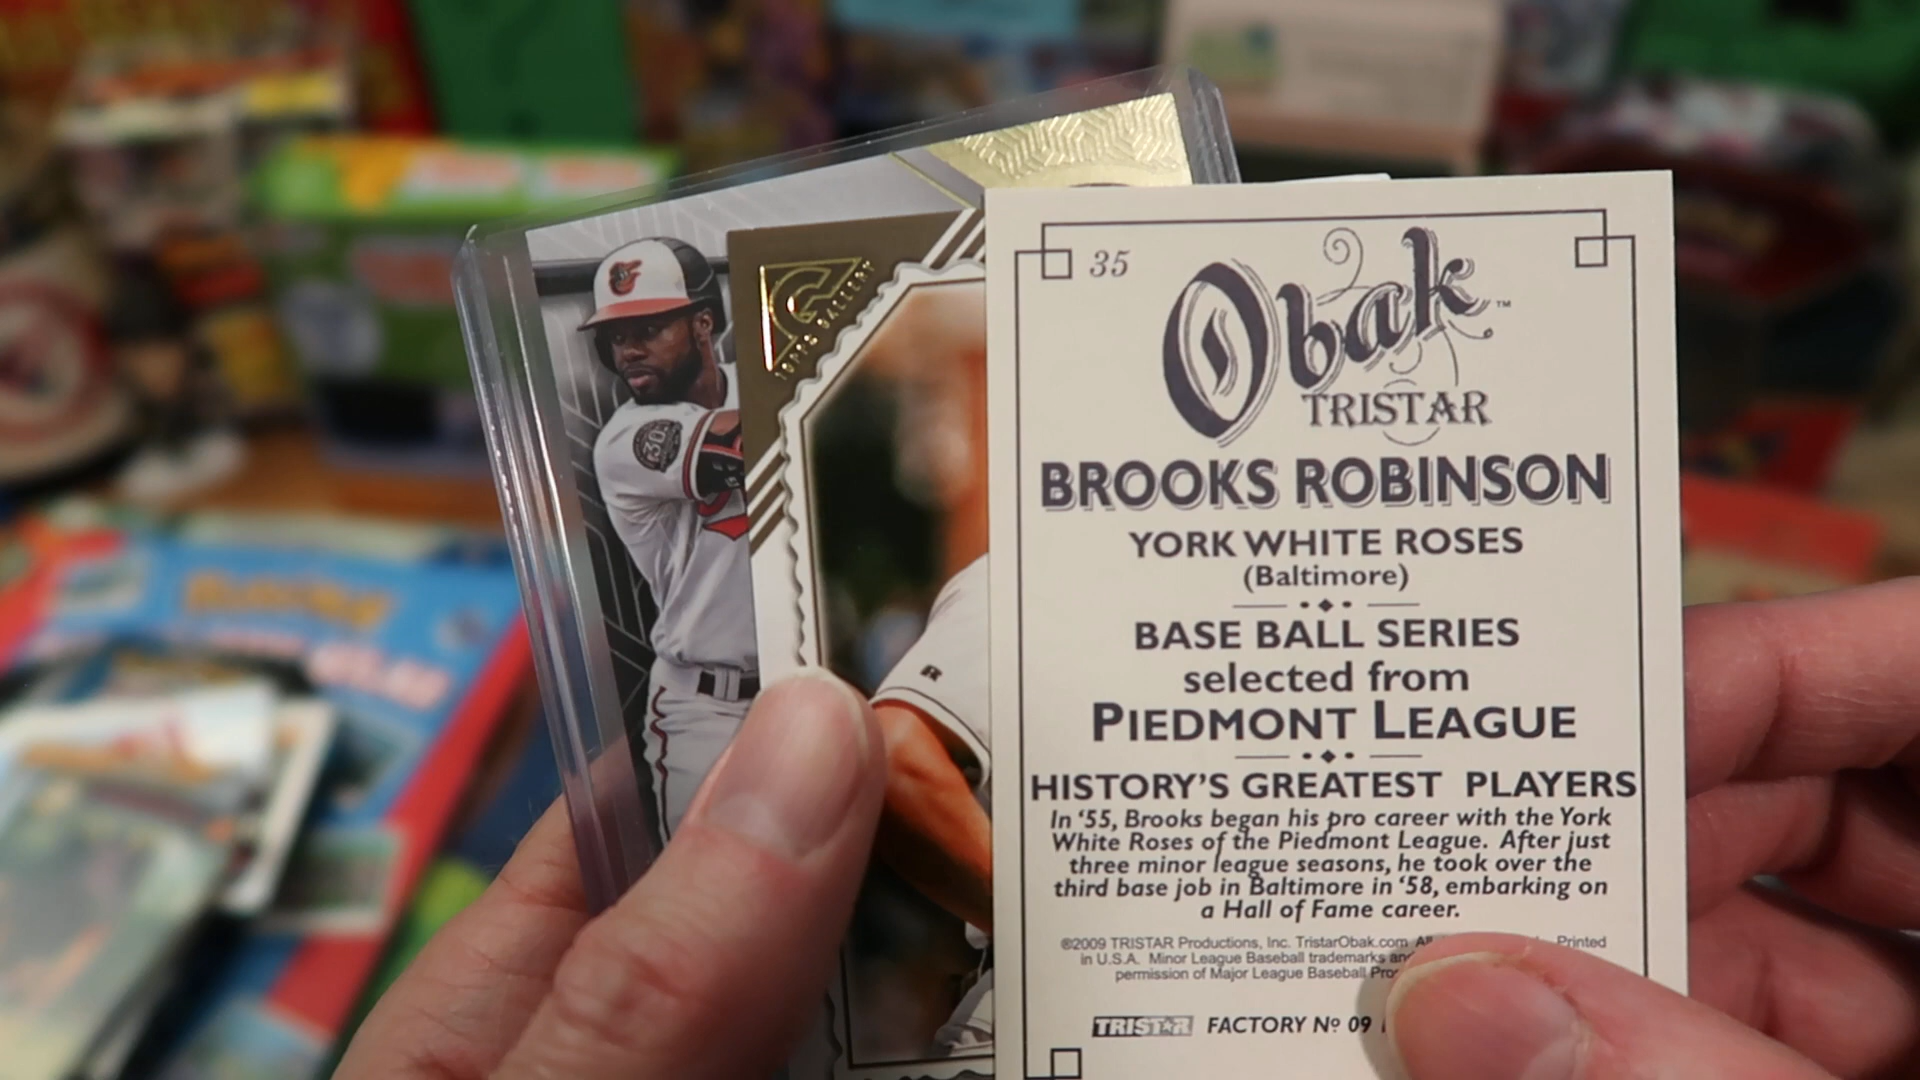 30
TOPPS GALLERY
R
35
Obak™
TRISTAR
BROOKS ROBINSON
YORK WHITE ROSES
(Baltimore)
BASE BALL SERIES
selected from
PIEDMONT LEAGUE
HISTORY'S GREATEST PLAYERS
In '55, Brooks began his pro career with the York
White Roses of the Piedmont League. After just
three minor league seasons, he took over the
third base job in Baltimore in '58, embarking on
a Hall of Fame career.
®2009 TRISTAR Productions, Inc. TristarObak.com Printed
in U.S.A. Minor League Baseball trademarks
permission of Major League Baseball
TRISTAR FACTORY Nº 09